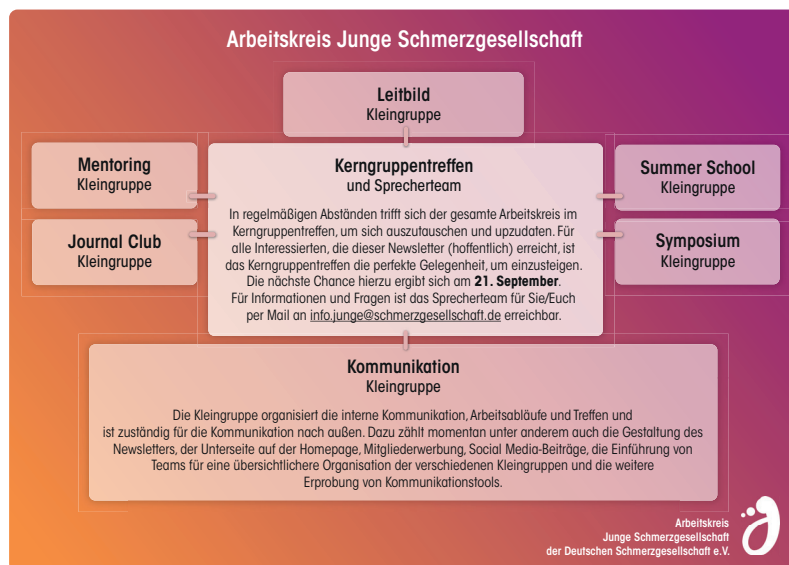 Arbeitskreis Junge Schmerzgesellschaft
Leitbild
Kleingruppe
Mentoring
Kleingruppe
Journal Club
Kleingruppe
Kerngruppentreffen
und Sprecherteam
In regelmäßigen Abständen trifft sich der gesamte Arbeitskreis im
Kerngruppentreffen, um sich auszutauschen und upzudaten. Für
alle Interessierten, die dieser Newsletter (hoffentlich) erreicht, ist
das Kerngruppentreffen die perfekte Gelegenheit, um einzusteigen.
Die nächste Chance hierzu ergibt sich am 21. September.
Für Informationen und Fragen ist das Sprecherteam für Sie/Euch
per Mail an info.junge@schmerzgesellschaft.de erreichbar.
Summer School
Kleingruppe
Symposium
Kleingruppe
Kommunikation
Kleingruppe
Die Kleingruppe organisiert die interne Kommunikation, Arbeitsabläufe und Treffen und
ist zuständig für die Kommunikation nach außen. Dazu zählt momentan unter anderem auch die Gestaltung des
Newsletters, der Unterseite auf der Homepage, Mitgliederwerbung, Social Media-Beiträge, die Einführung von
Teams für eine übersichtlichere Organisation der verschiedenen Kleingruppen und die weitere
Erprobung von Kommunikationstools.
Arbeitskreis
Junge Schmerzgesellschaft
der Deutschen Schmerzgesellschaft e.V.